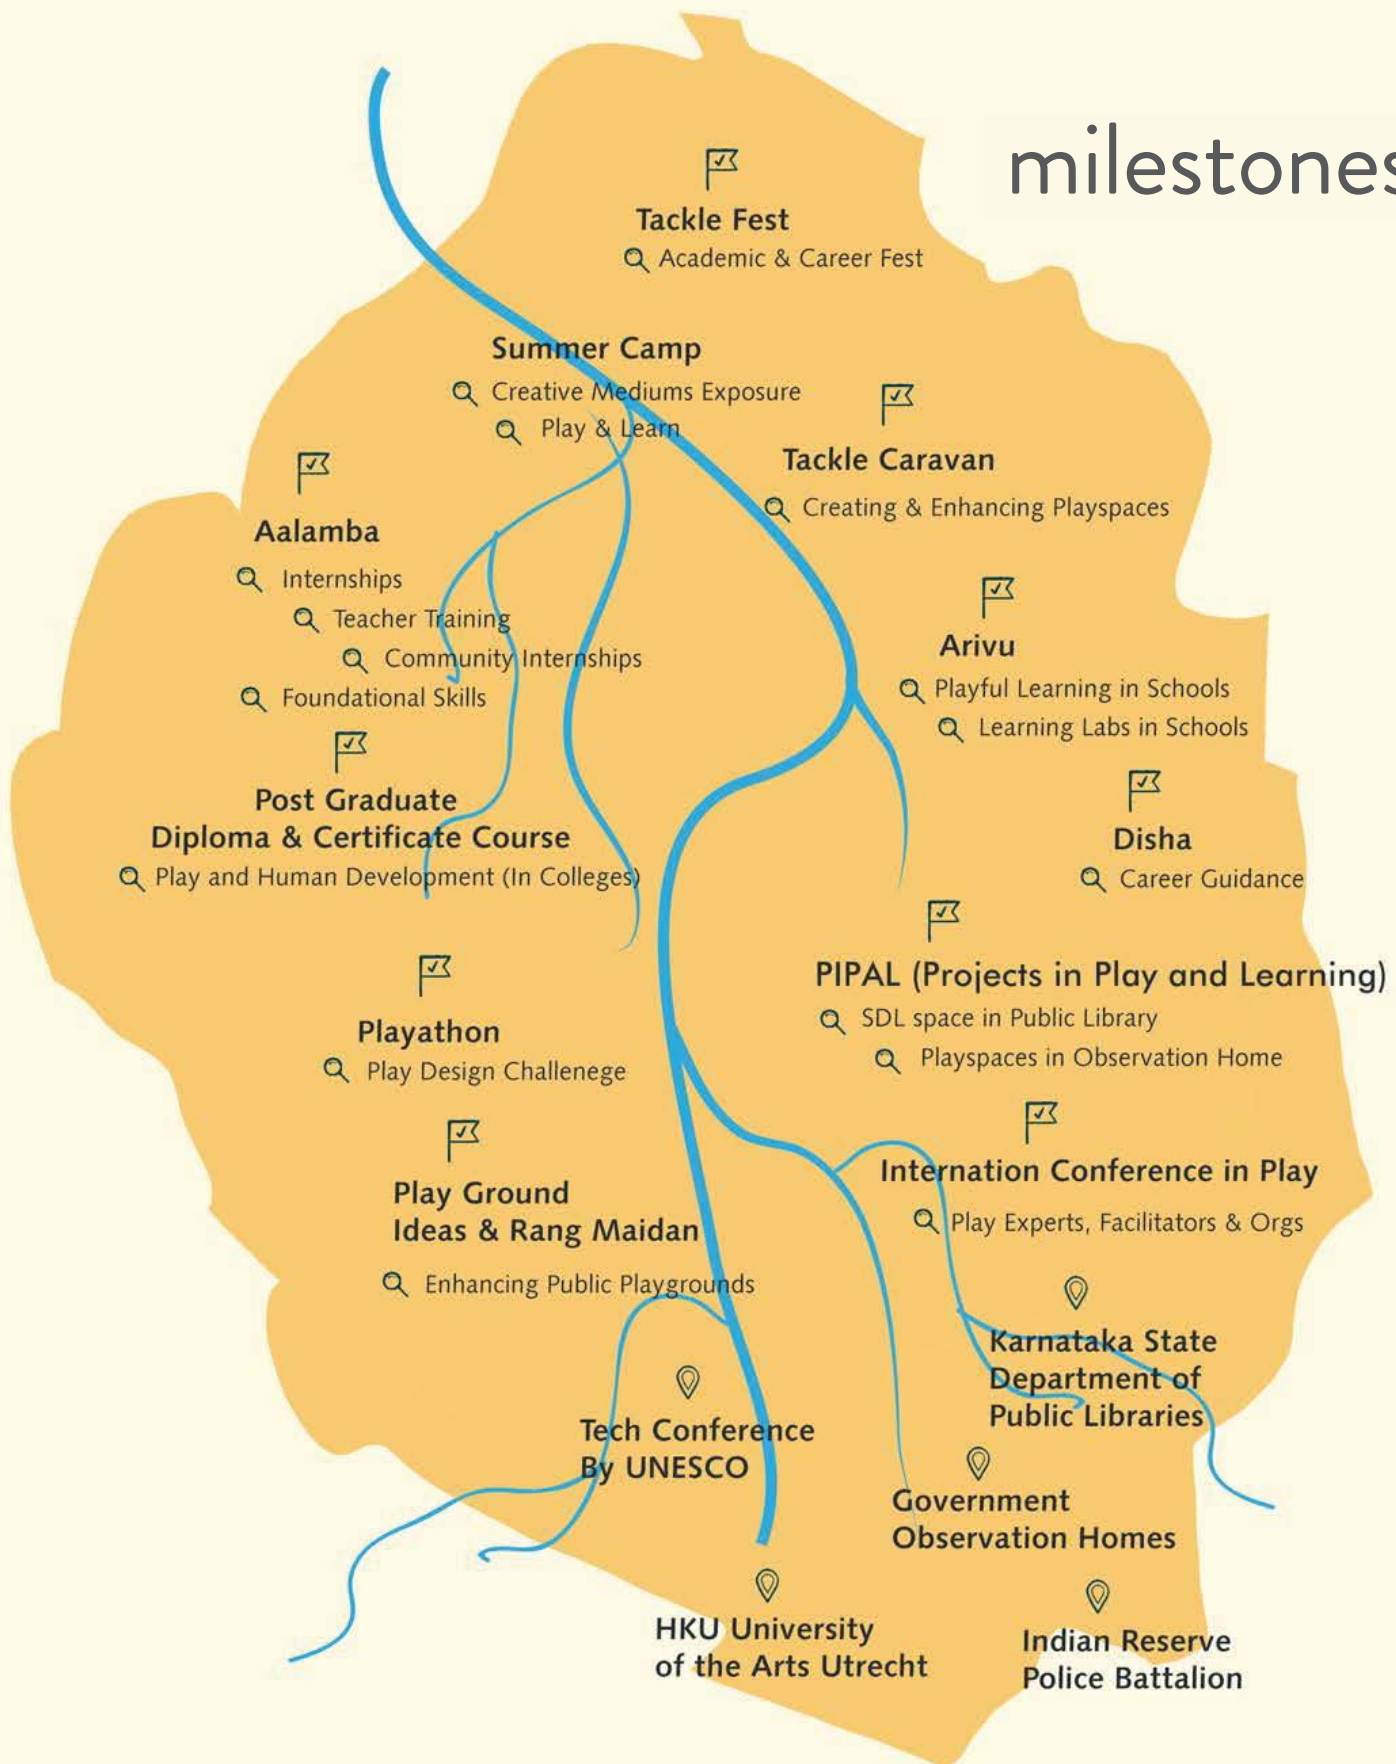 milestones
Tackle Fest
Academic & Career Fest
Summer Camp
Creative Mediums Exposure
Play & Learn
Tackle Caravan
Creating & Enhancing Playspaces
Aalamba
Internships
Teacher Training
Community Internships
Foundational Skills
Arivu
Playful Learning in Schools
Learning Labs in Schools
Post Graduate
Diploma & Certificate Course
Play and Human Development (In Colleges)
Disha
Career Guidance
PIPAL (Projects in Play and Learning)
SDL space in Public Library
Playspaces in Observation Home
Playathon
Play Design Challenege
Internation Conference in Play
Play Experts, Facilitators & Orgs
Play Ground
Ideas & Rang Maidan
Enhancing Public Playgrounds
Karnataka State
Department of
Public Libraries
Tech Conference
By UNESCO
Government
Observation Homes
HKU University
of the Arts Utrecht
Indian Reserve
Police Battalion